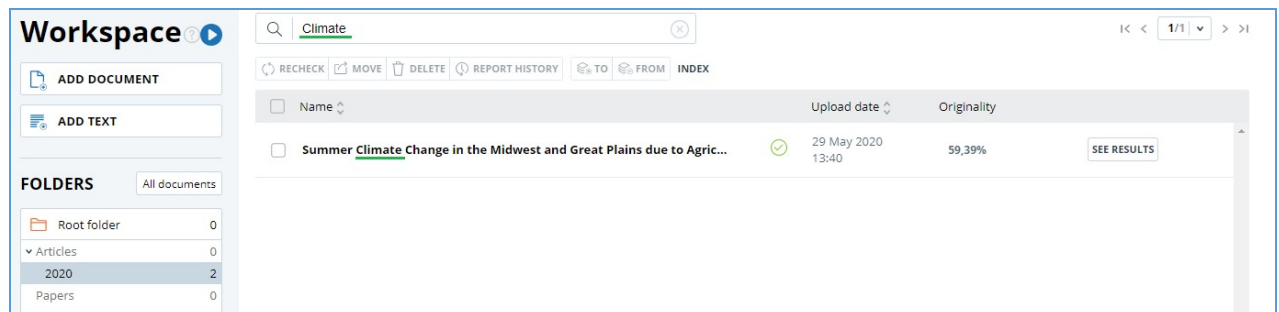 Workspace
ADD DOCUMENT
ADD TEXT
FOLDERS All documents
Root folder 0
Articles 0
2020 2
Papers 0
Climate
1/1
RECHECK MOVE DELETE REPORT HISTORY TO FROM INDEX
Name Upload date Originality
Summer Climate Change in the Midwest and Great Plains due to Agric... 29 May 2020 59,39% SEE RESULTS
13:40